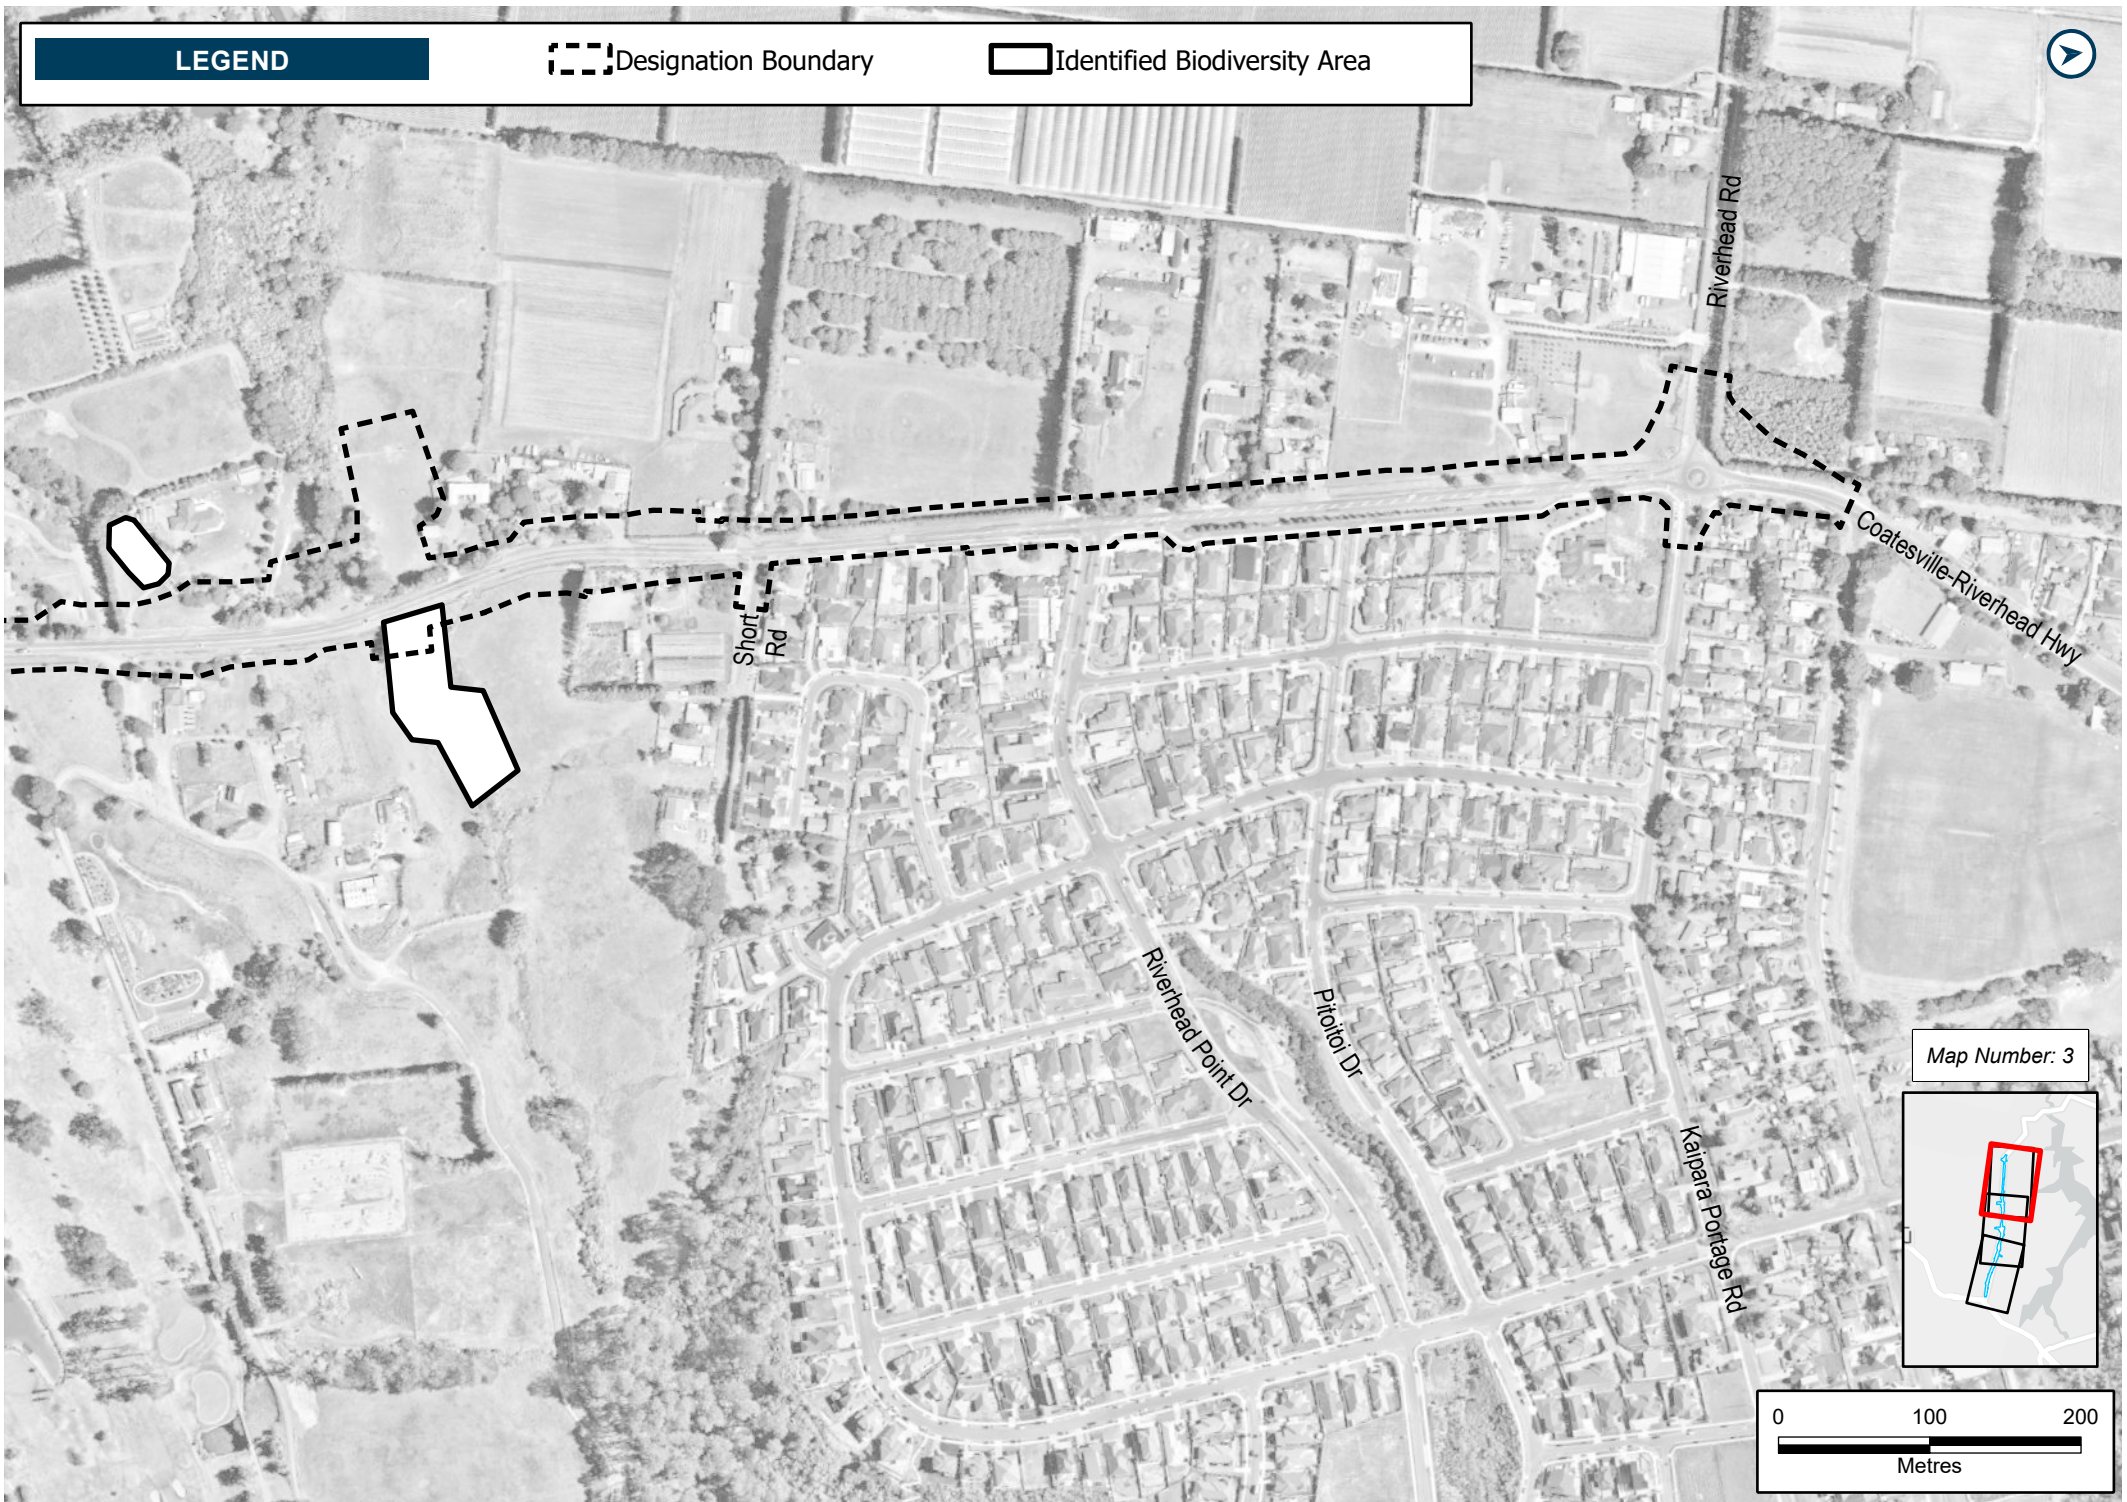 LEGEND
Designation Boundary
Identified Biodiversity Area
Riverhead Rd
Coatesville-Riverhead Hwy
Short
Rd
Riverhead Point Dr
Pitoitoi Dr
Kaipara Portage Rd
Map Number: 3
0 100 200
Metres